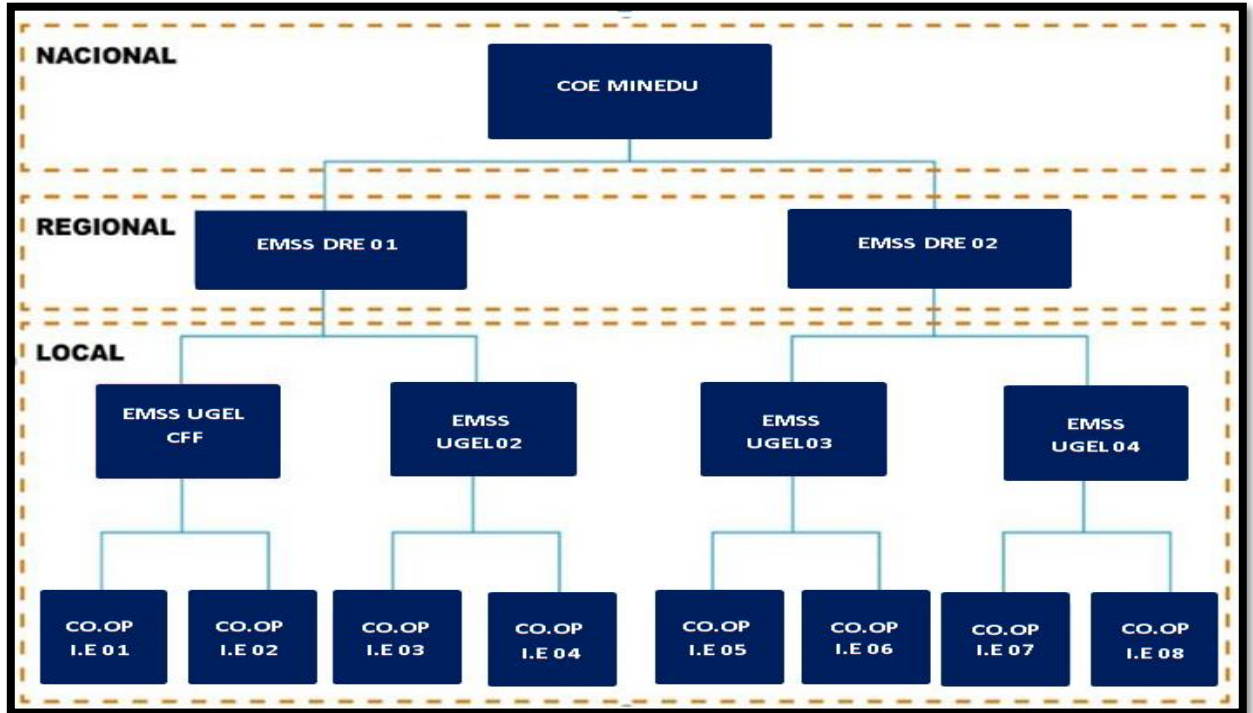 NACIONAL
COE MINEDU
REGIONAL
EMSS DRE 01
EMSS DRE 02
LOCAL
EMSS UGEL
CFF
EMSS
UGEL02
EMSS
UGEL03
EMSS
UGEL04
CO.OP
I.E 01
CO.OP
I.E 02
CO.OP
I.E 03
CO.OP
I.E 04
CO.OP
I.E 05
CO.OP
I.E 06
CO.OP
I.E 07
CO.OP
I.E 08